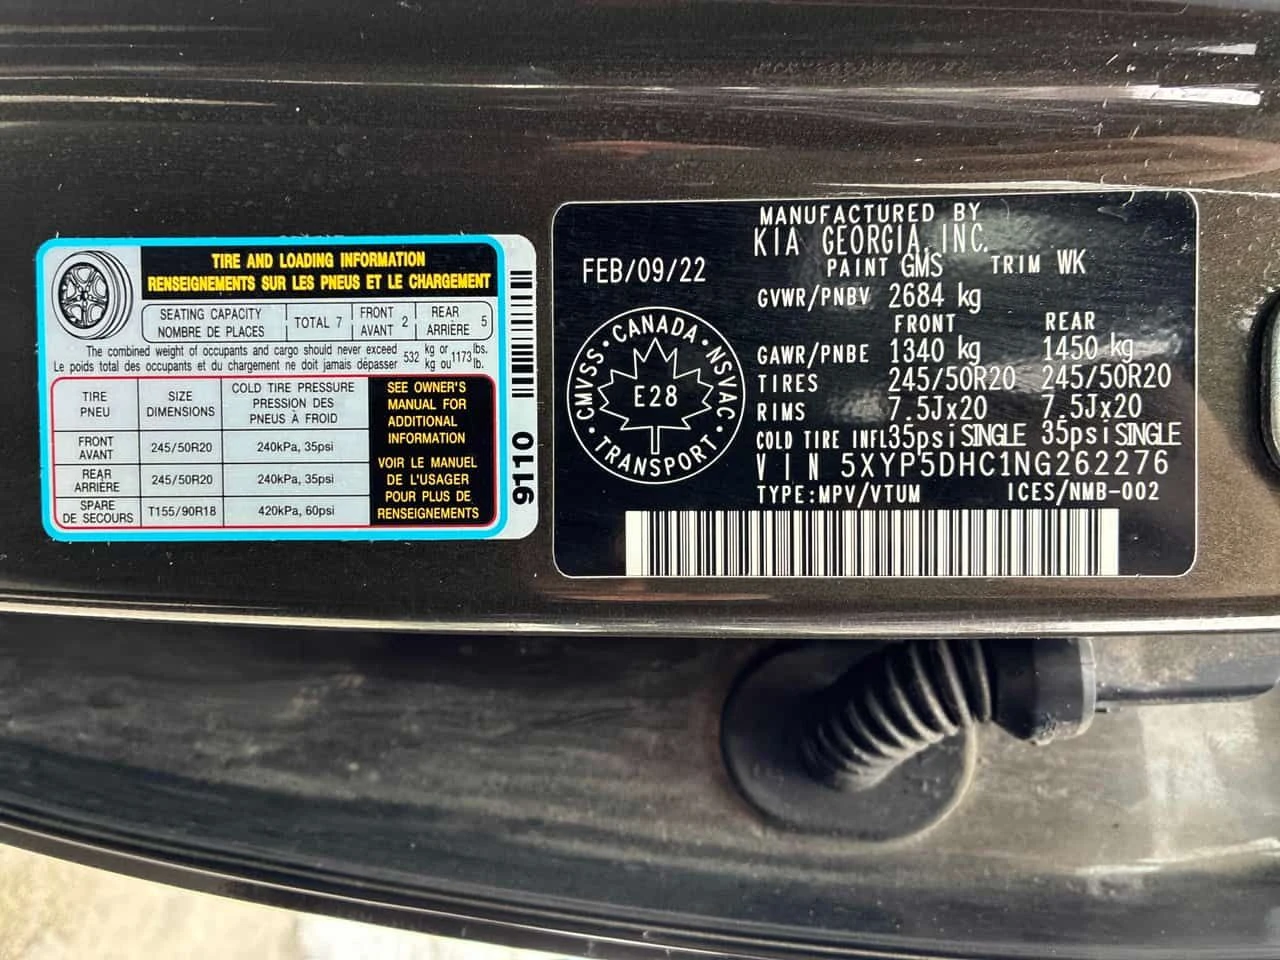 TIRE AND LOADING INFORMATION
RENSEIGNEMENTS SUR LES PNEUS ET LE CHARGEMENT
SEATING CAPACITY
NOMBRE DE PLACES
TOTAL 7
FRONT
AVANT 2
REAR
ARRIÈRE 5
The combined weight of occupants and cargo should never exceed 532 kg or 1173 lbs.
Le poids total des occupants et du chargement ne doit jamais dépasser kg ou lb.
TIRE
PNEU
SIZE
DIMENSIONS
COLD TIRE PRESSURE
PRESSION DES
PNEUS À FROID
FRONT
AVANT
245/50R20
240kPa, 35psi
REAR
ARRIÈRE
245/50R20
240kPa, 35psi
SPARE
DE SECOURS
T155/90R18
420kPa, 60psi
SEE OWNER'S
MANUAL FOR
ADDITIONAL
INFORMATION
VOIR LE MANUEL
DE L'USAGER
POUR PLUS DE
RENSEIGNEMENTS
9110
MANUFACTURED BY
KIA GEORGIA, INC.
FEB/09/22
PAINT GMS TRIM WK
GVWR/PNBV 2684 kg
FRONT REAR
GAWR/PNBE 1340 kg 1450 kg
TIRES 245/50R20 245/50R20
RIMS 7.5Jx20 7.5Jx20
COLD TIRE INFL 35psi SINGLE 35psi SINGLE
VIN 5XYP5DHC1NG262276
TYPE:MPV/VTUM ICES/NMB-002
CANADA • NSVAC • TRANSPORT • CMVSS •
E28